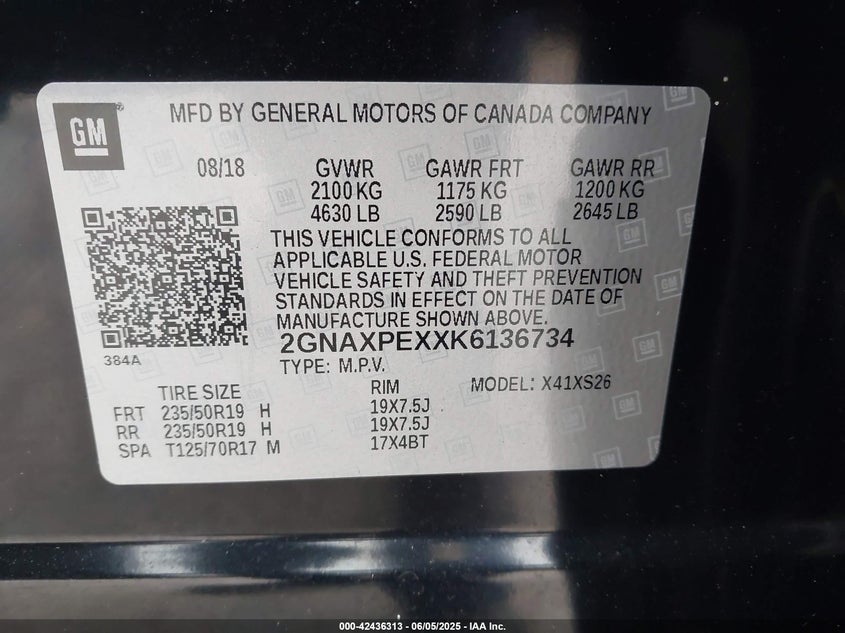 GM
MFD BY GENERAL MOTORS OF CANADA COMPANY
08/18 GVWR GAWR FRT GAWR RR
2100 KG 1175 KG 1200 KG
4630 LB 2590 LB 2645 LB
THIS VEHICLE CONFORMS TO ALL
APPLICABLE U.S. FEDERAL MOTOR
VEHICLE SAFETY AND THEFT PREVENTION
STANDARDS IN EFFECT ON THE DATE OF
MANUFACTURE SHOWN ABOVE.
384A
2GNAXPEXXK6136734
TYPE: M.P.V.
TIRE SIZE RIM MODEL: X41XS26
FRT 235/50R19 H 19X7.5J
RR 235/50R19 H 19X7.5J
SPA T125/70R17 M 17X4BT
000-42436313 - 06/05/2025 - IAA Inc.